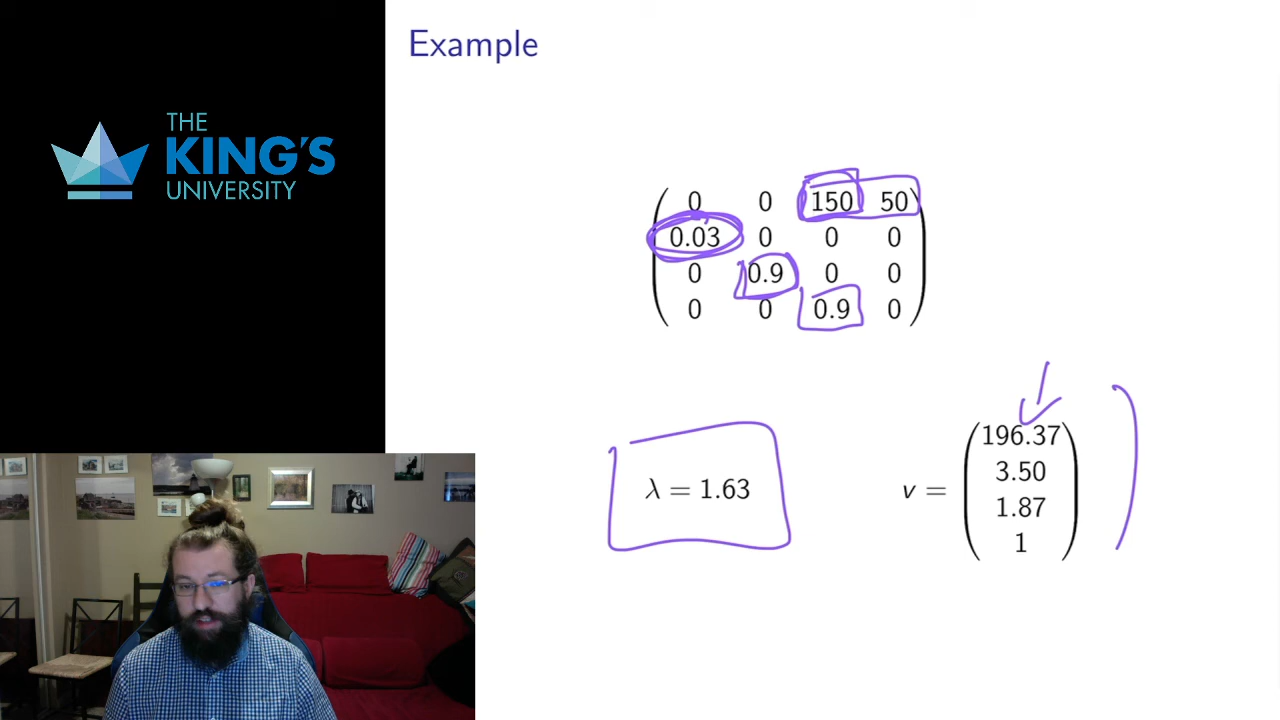 THE
KING'S
UNIVERSITY
Example
0 0 150 50
0.03 0 0 0
0 0.9 0 0
0 0 0.9 0
λ = 1.63
v =
196.37
3.50
1.87
1